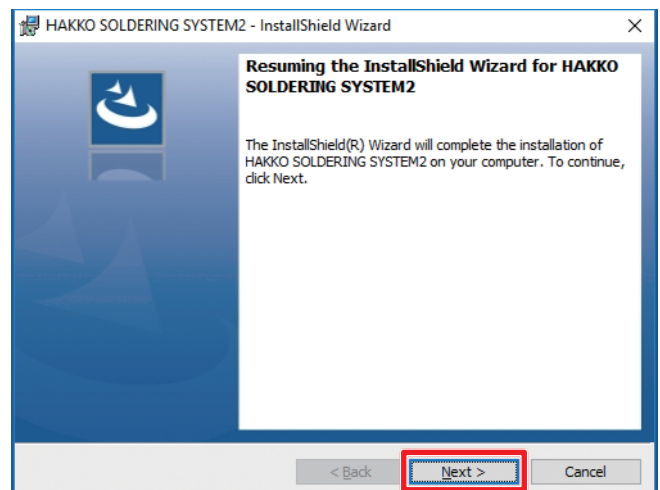 HAKKO SOLDERING SYSTEM2 - InstallShield Wizard
Resuming the InstallShield Wizard for HAKKO
SOLDERING SYSTEM2
The InstallShield(R) Wizard will complete the installation of
HAKKO SOLDERING SYSTEM2 on your computer. To continue,
click Next.
< Back Next > Cancel